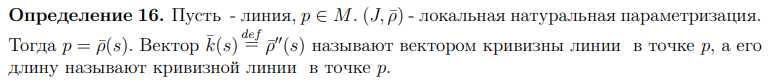 Определение 16. Пусть - линия, p ∈ M. (J, ρ̄) - локальная натуральная параметризация.
Тогда p = ρ̄(s). Вектор k̄(s) \stackrel{def}{=} ρ̄″(s) называют вектором кривизны линии в точке p, а его
длину называют кривизной линии в точке p.